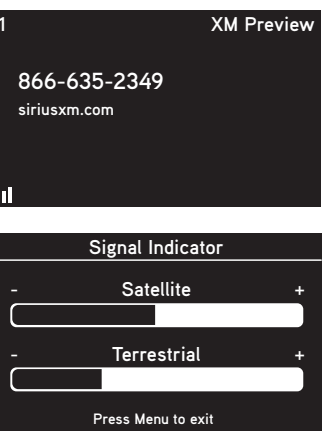 1 XM Preview
866-635-2349
siriusxm.com
Signal Indicator
- Satellite +
- Terrestrial +
Press Menu to exit